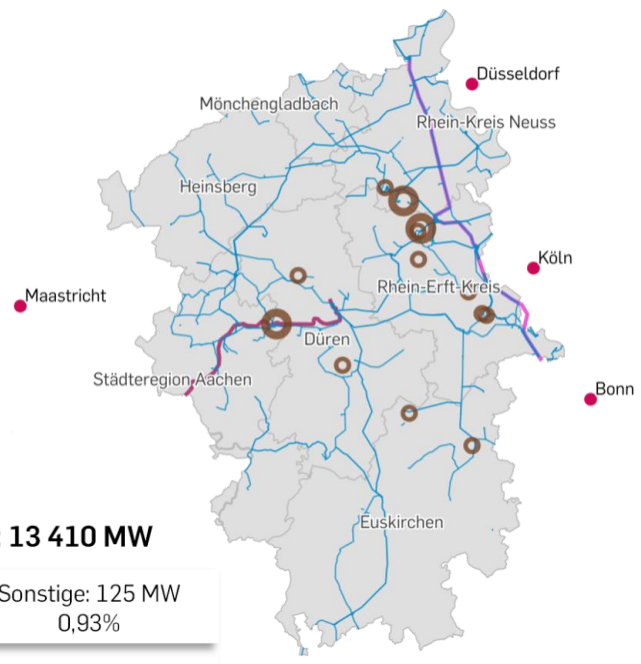 Düsseldorf
Mönchengladbach
Rhein-Kreis Neuss
Heinsberg
Köln
Rhein-Erft-Kreis
Maastricht
Düren
Städteregion Aachen
Bonn
Euskirchen
: 13 410 MW
Sonstige: 125 MW
0,93%